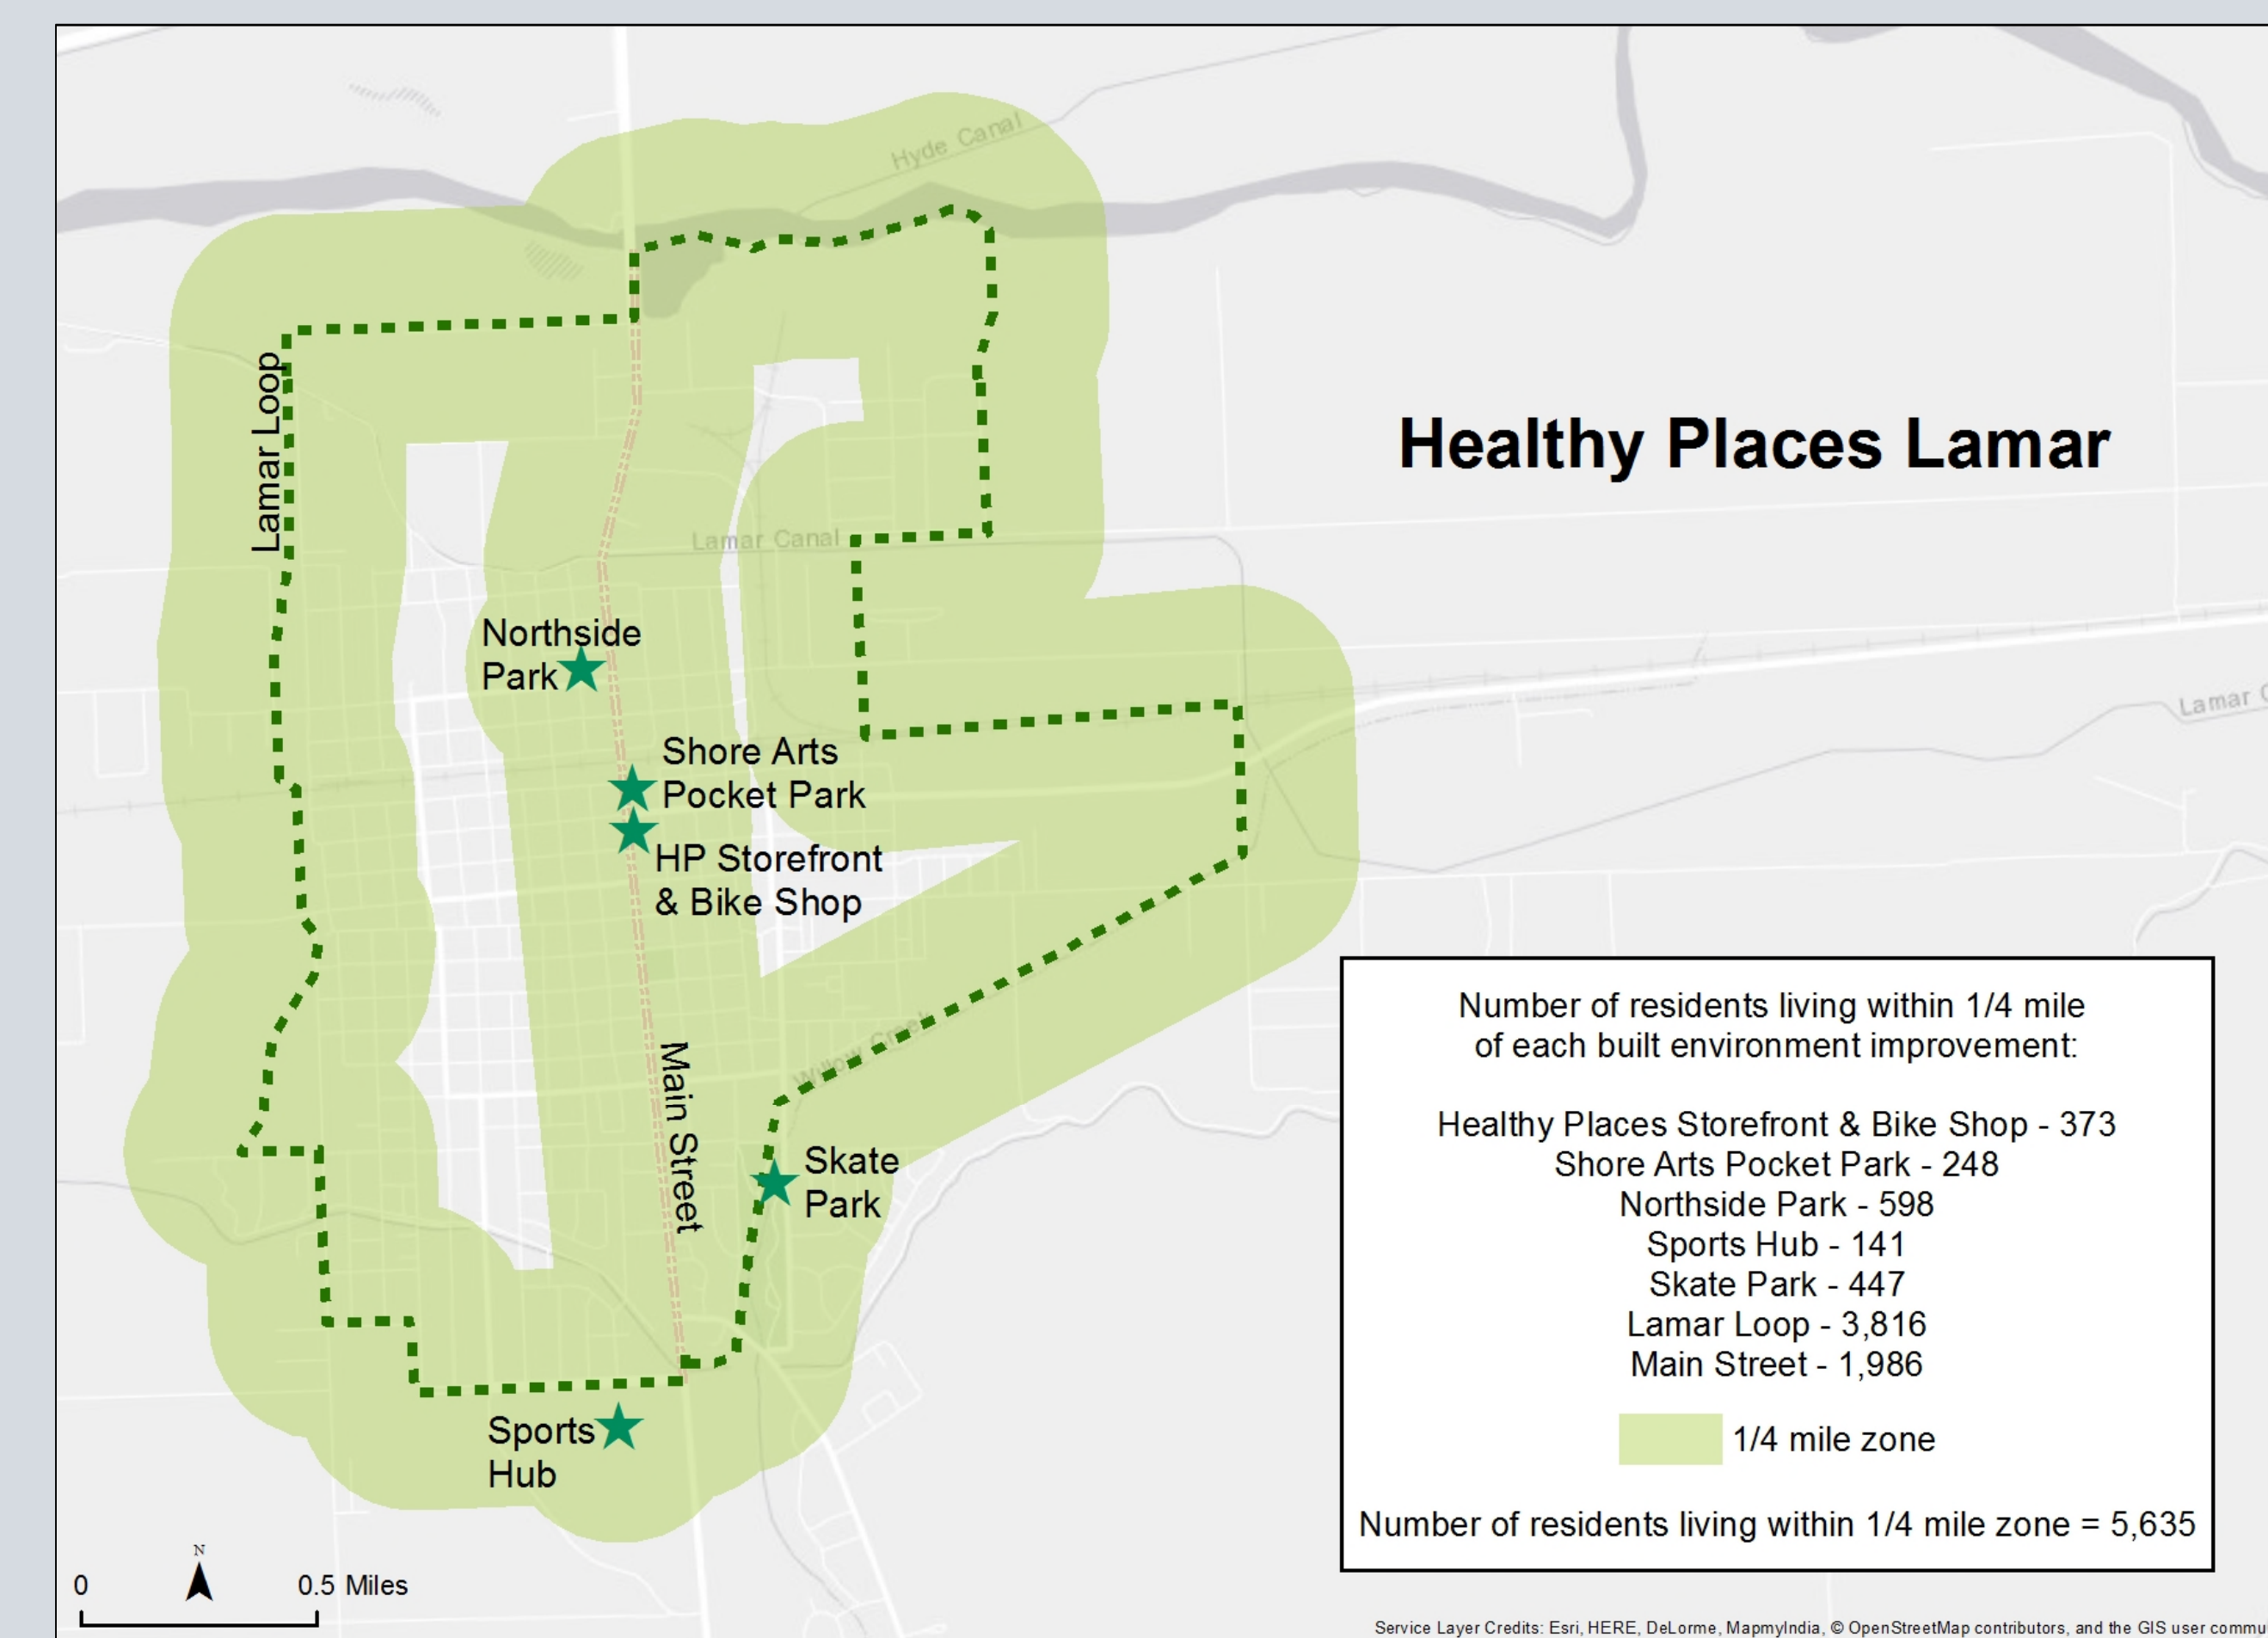 Hyde Canal
Lamar Loop
Healthy Places Lamar
Lamar Canal
Northside
Park
Lamar
Shore Arts
Pocket Park
HP Storefront
& Bike Shop
Main Street
Willow Creek
Skate
Park
Sports
Hub
Number of residents living within 1/4 mile
of each built environment improvement:
Healthy Places Storefront & Bike Shop - 373
Shore Arts Pocket Park - 248
Northside Park - 598
Sports Hub - 141
Skate Park - 447
Lamar Loop - 3,816
Main Street - 1,986
1/4 mile zone
Number of residents living within 1/4 mile zone = 5,635
N
0 0.5 Miles
Service Layer Credits: Esri, HERE, DeLorme, MapmyIndia, © OpenStreetMap contributors, and the GIS user commu